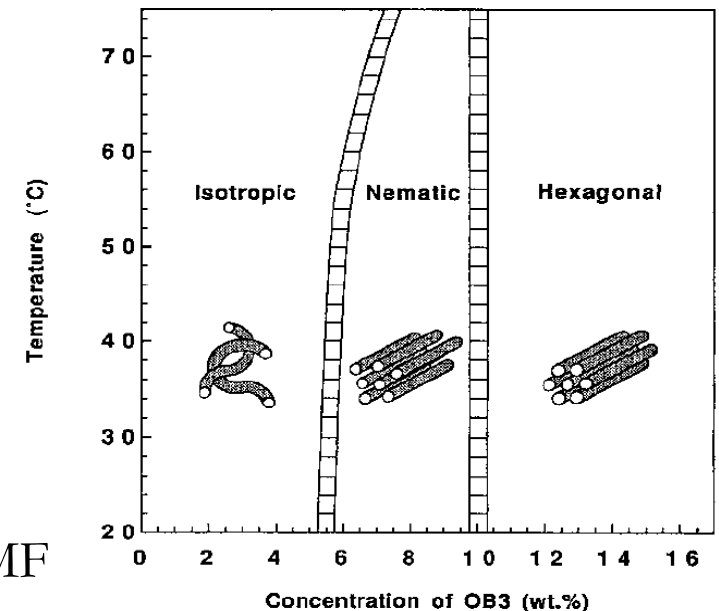 70
60
50
40
30
20
Temperature (°C)
Isotropic
Nematic
Hexagonal
MF
0 2 4 6 8 10 12 14 16
Concentration of OB3 (wt.%)